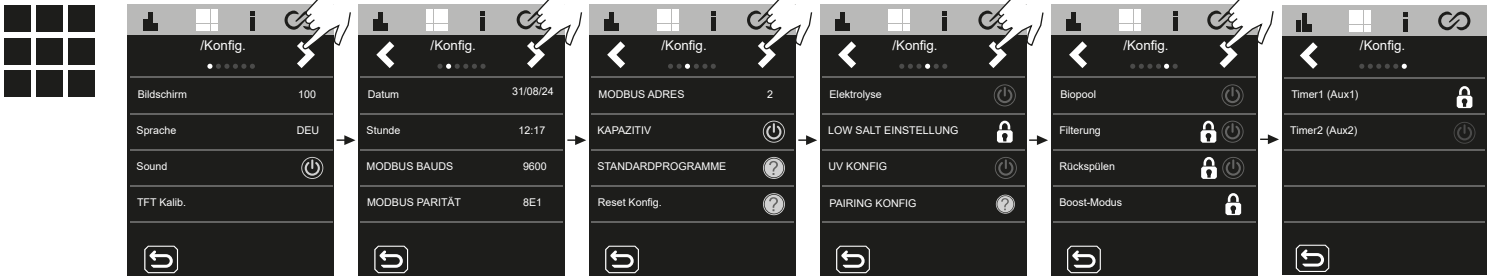 /Konfig.
Bildschirm 100
Sprache DEU
Sound
TFT Kalib.
/Konfig.
Datum 31/08/24
Stunde 12:17
MODBUS BAUDS 9600
MODBUS PARITÄT 8E1
/Konfig.
MODBUS ADRES 2
KAPAZITIV
STANDARDPROGRAMME ?
Reset Konfig. ?
/Konfig.
Elektrolyse
LOW SALT EINSTELLUNG
UV KONFIG
PAIRING KONFIG ?
/Konfig.
Biopool
Filterung
Rückspülen
Boost-Modus
/Konfig.
Timer1 (Aux1)
Timer2 (Aux2)